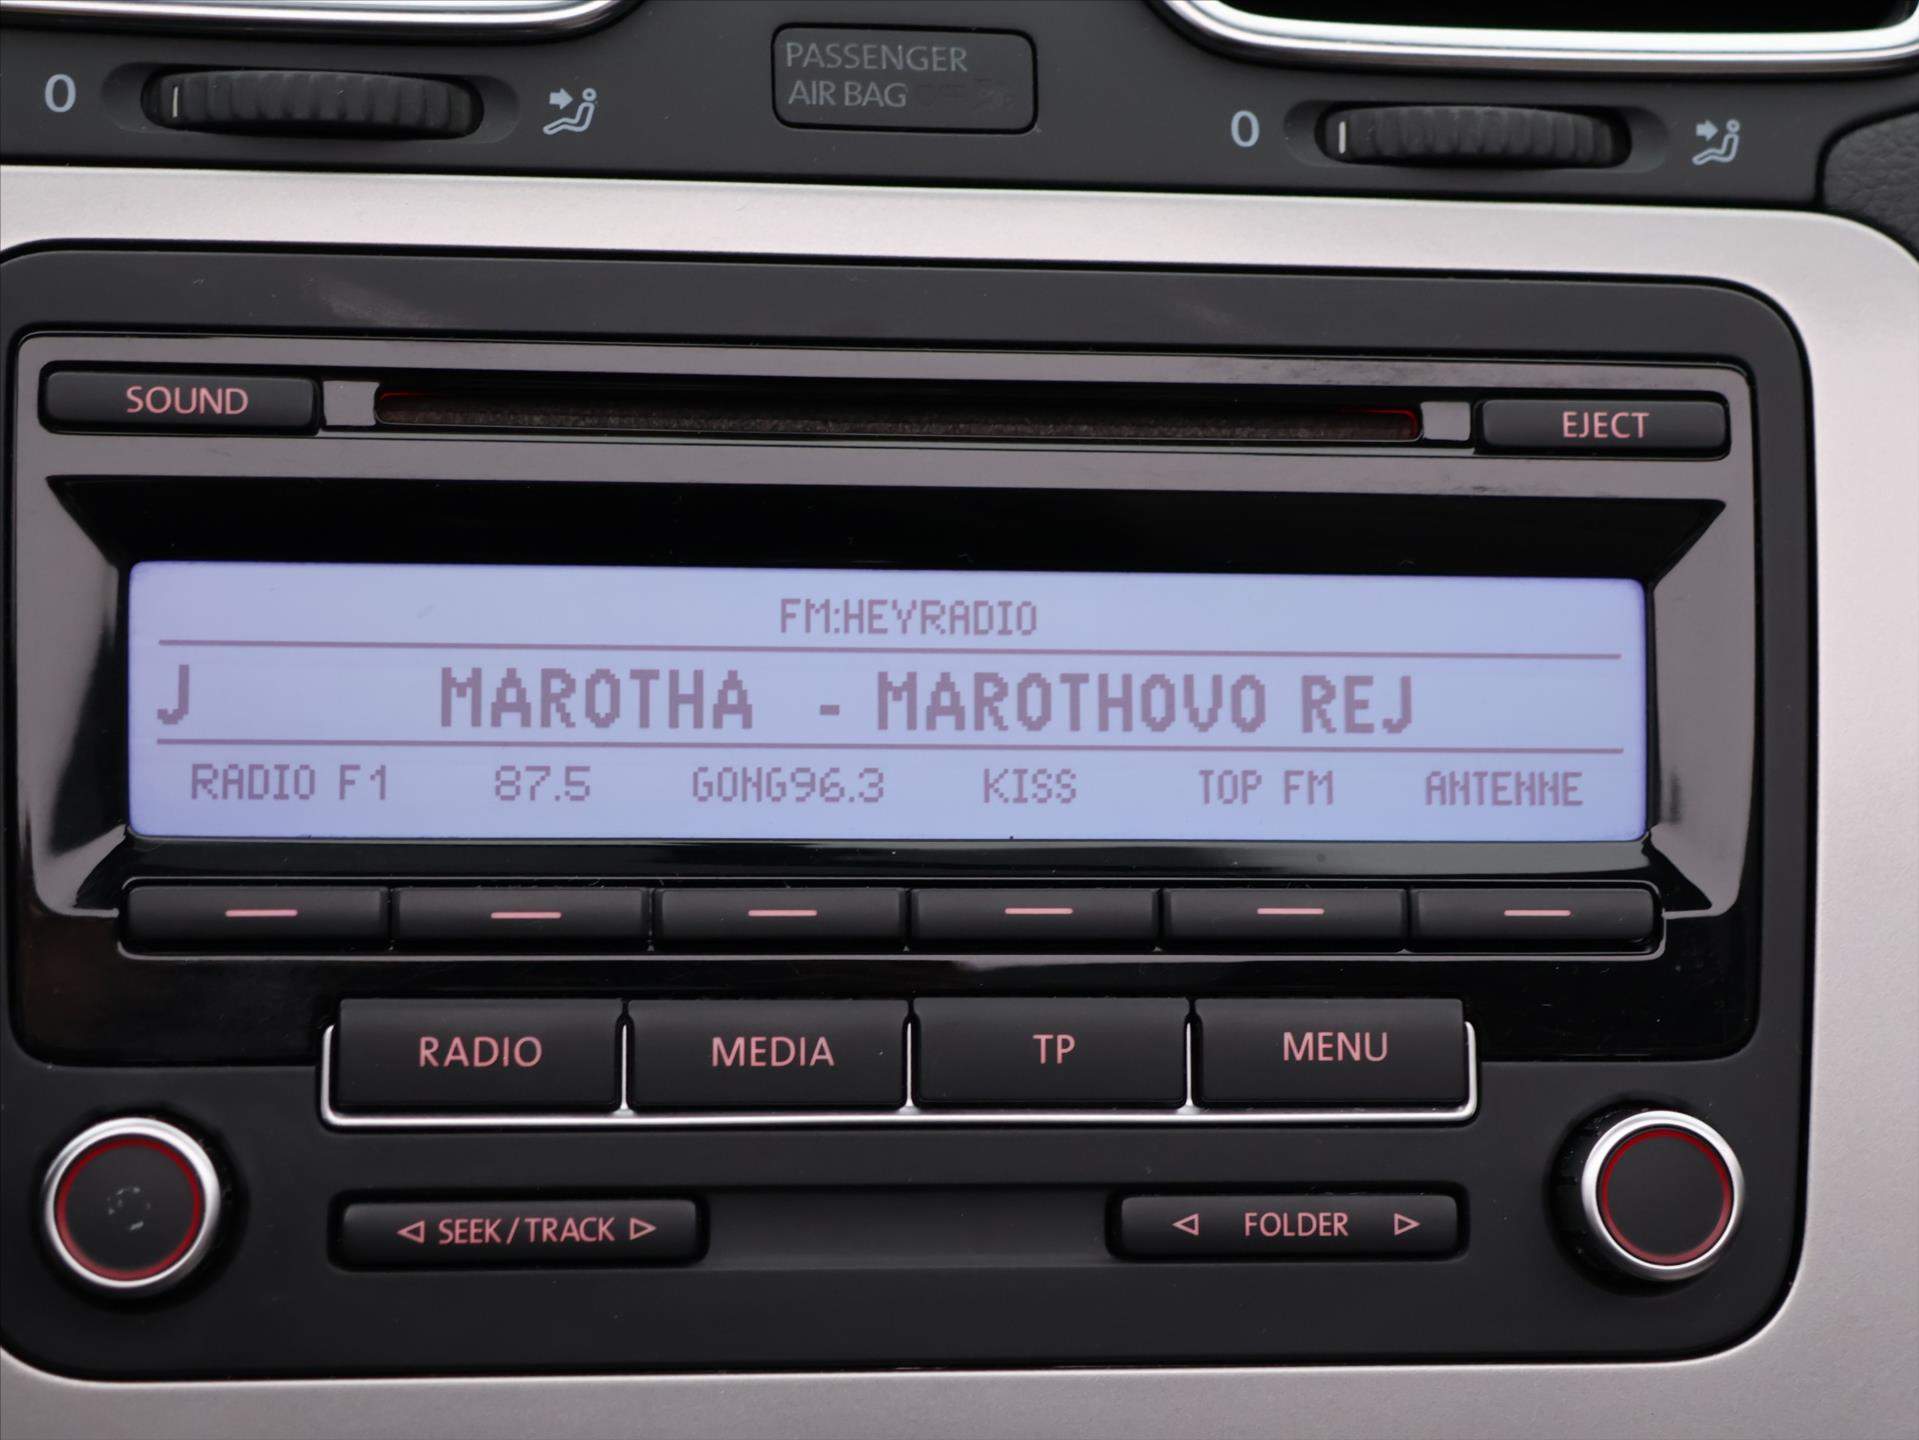 PASSENGER
AIR BAG
0
0
SOUND
EJECT
FM:HEYRADIO
J MAROTHA - MAROTHOVO REJ
RADIO F1 87.5 GONG96.3 KISS TOP FM ANTENNE
RADIO MEDIA TP MENU
SEEK/TRACK FOLDER